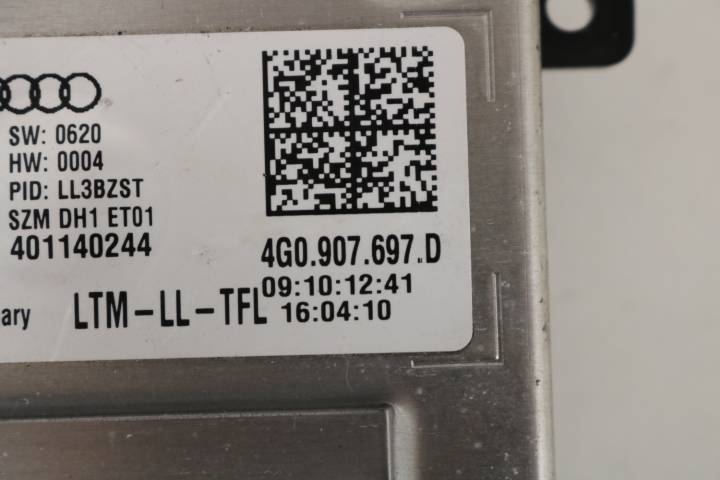 SW: 0620
HW: 0004
PID: LL3BZST
SZM DH1 ET01
401140244
4G0.907.697.D
09:10:12:41
ary LTM-LL-TFL
16:04:10